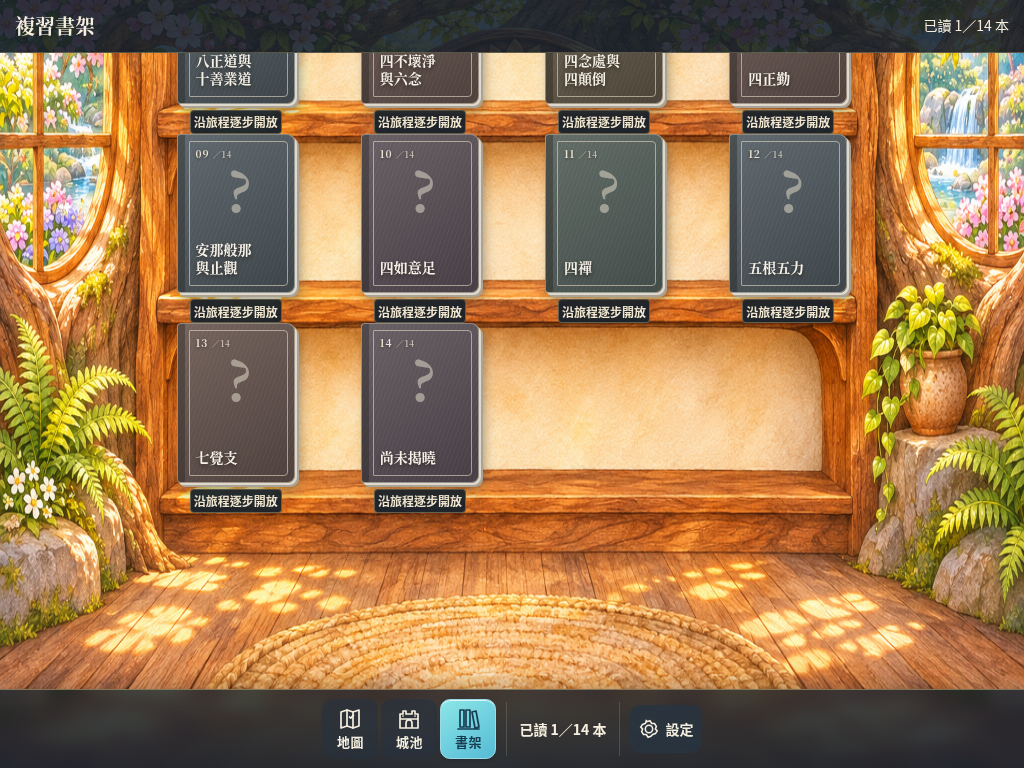 複習書架
已讀 1／14 本
八正道與
十善業道
四不壞淨
與六念
四念處與
四顛倒
四正勤
沿旅程逐步開放
沿旅程逐步開放
沿旅程逐步開放
沿旅程逐步開放
09 ／14
?
安那般那
與止觀
10 ／14
?
四如意足
11 ／14
?
四禪
12 ／14
?
五根五力
沿旅程逐步開放
沿旅程逐步開放
沿旅程逐步開放
沿旅程逐步開放
13 ／14
?
七覺支
14 ／14
?
尚未揭曉
沿旅程逐步開放
沿旅程逐步開放
地圖
城池
書架
已讀 1／14 本
設定